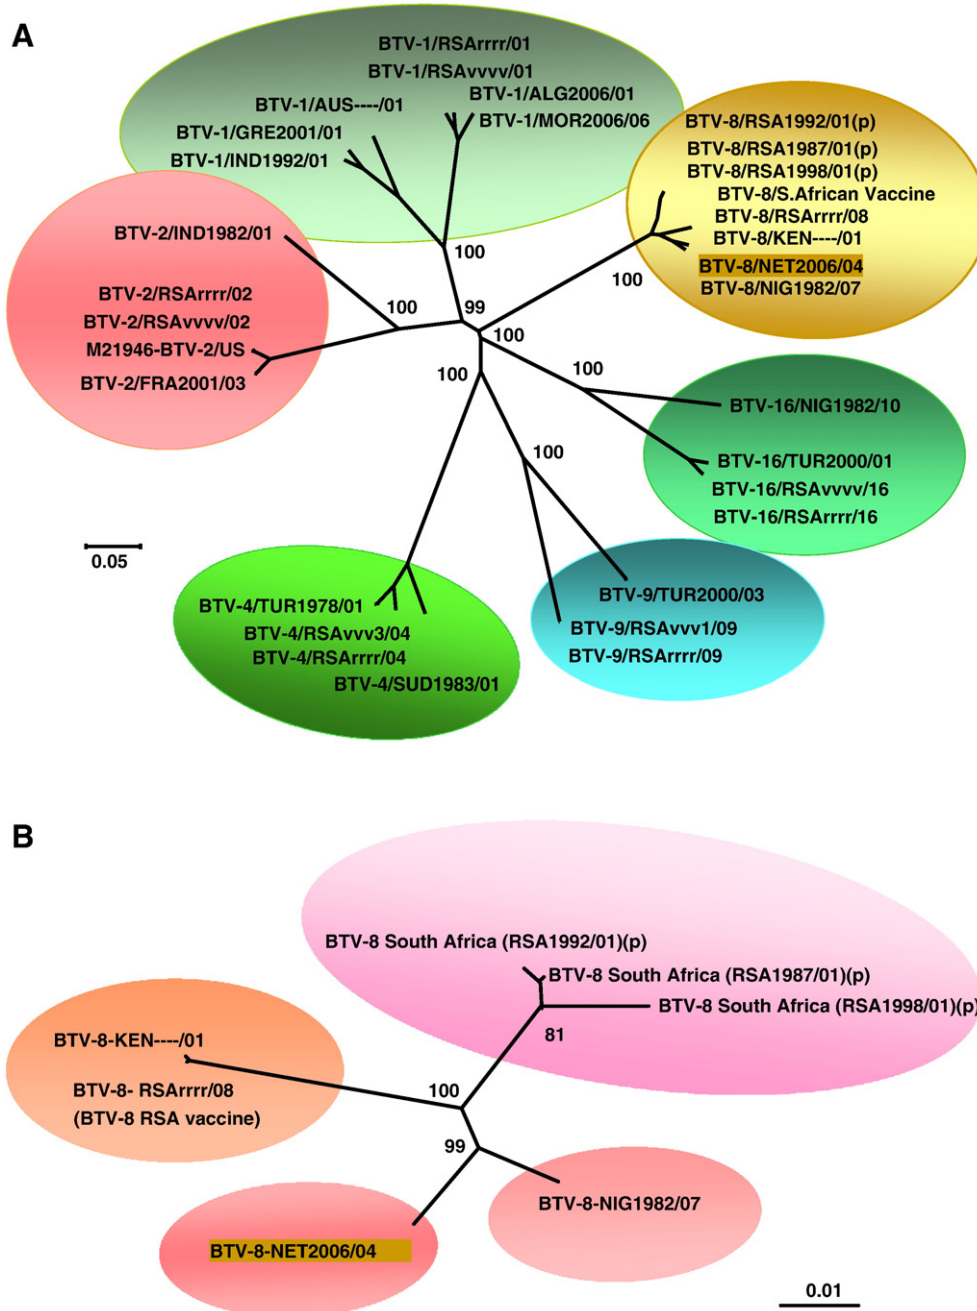 A
BTV-1/RSArrrr/01
BTV-1/RSAvvvv/01
BTV-1/ALG2006/01
BTV-1/AUS----/01
BTV-1/MOR2006/06
BTV-1/GRE2001/01
BTV-1/IND1992/01
BTV-8/RSA1992/01(p)
BTV-8/RSA1987/01(p)
BTV-8/RSA1998/01(p)
BTV-8/S.African Vaccine
BTV-8/RSArrrr/08
BTV-8/KEN----/01
BTV-8/NET2006/04
BTV-8/NIG1982/07
BTV-2/IND1982/01
BTV-2/RSArrrr/02
BTV-2/RSAvvvv/02
M21946-BTV-2/US
BTV-2/FRA2001/03
100
100
100
99
100
100
100
100
BTV-16/NIG1982/10
BTV-16/TUR2000/01
BTV-16/RSAvvvv/16
BTV-16/RSArrrr/16
0.05
BTV-4/TUR1978/01
BTV-4/RSAvvv3/04
BTV-4/RSArrrr/04
BTV-4/SUD1983/01
BTV-9/TUR2000/03
BTV-9/RSAvvv1/09
BTV-9/RSArrrr/09
B
BTV-8 South Africa (RSA1992/01)(p)
BTV-8 South Africa (RSA1987/01)(p)
BTV-8 South Africa (RSA1998/01)(p)
81
BTV-8-KEN----/01
BTV-8- RSArrrr/08
(BTV-8 RSA vaccine)
100
99
BTV-8-NIG1982/07
BTV-8-NET2006/04
0.01